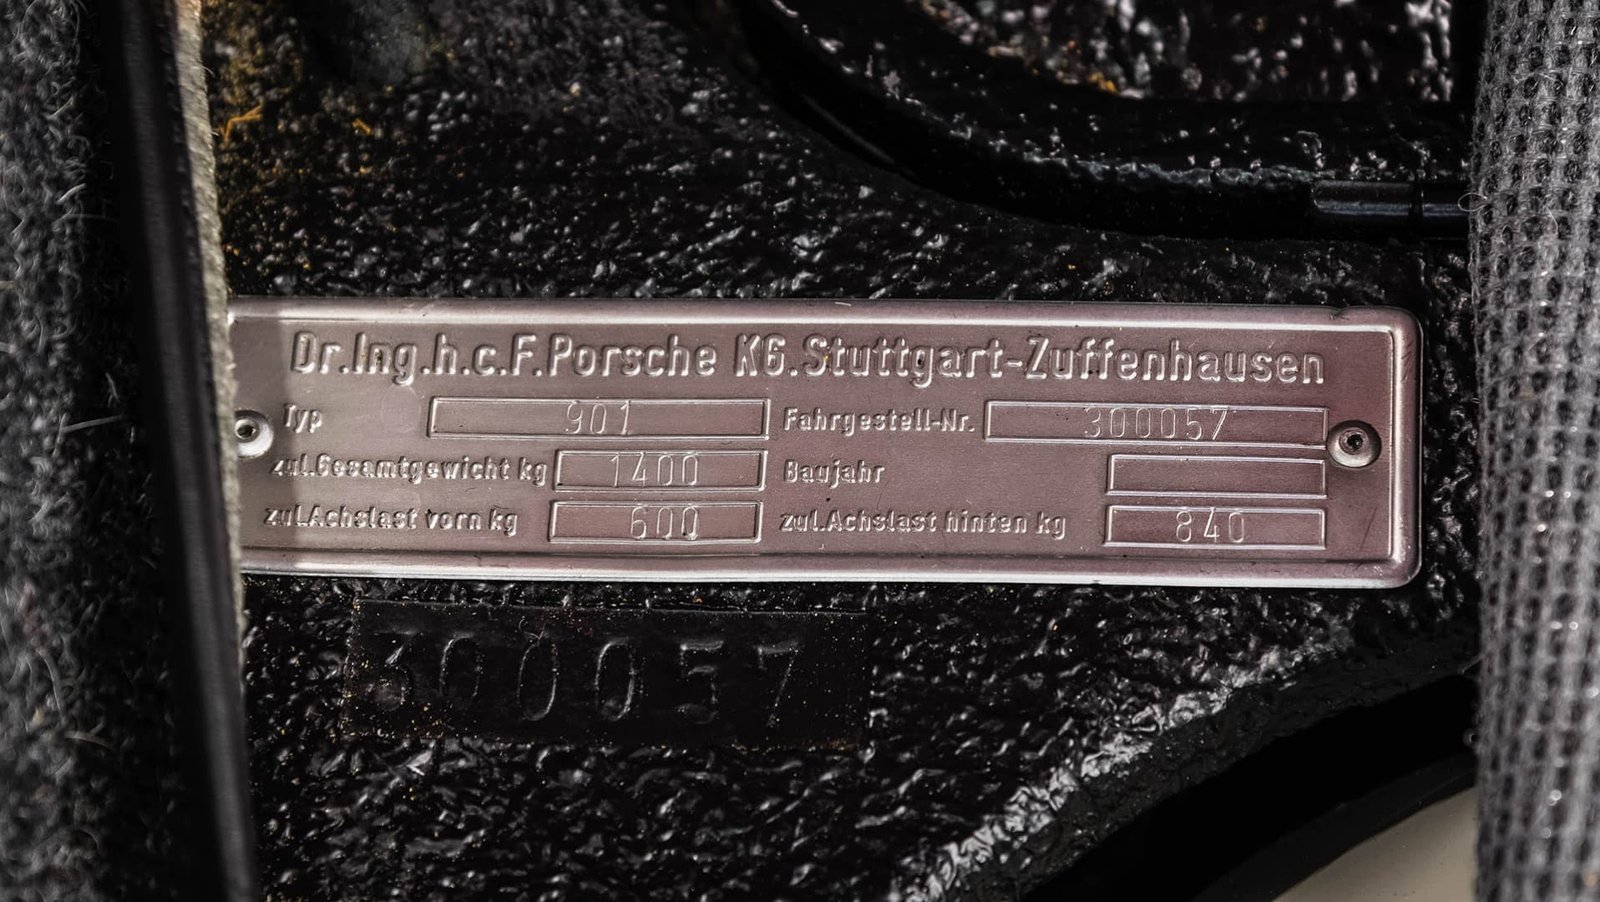 Dr.Ing.h.c.F.Porsche KG.Stuttgart-Zuffenhausen
Typ 901 Fahrgestell-Nr. 300057
zul.Gesamtgewicht kg 1400 Baujahr
zul.Achslast vorn kg 600 zul.Achslast hinten kg 840
300057